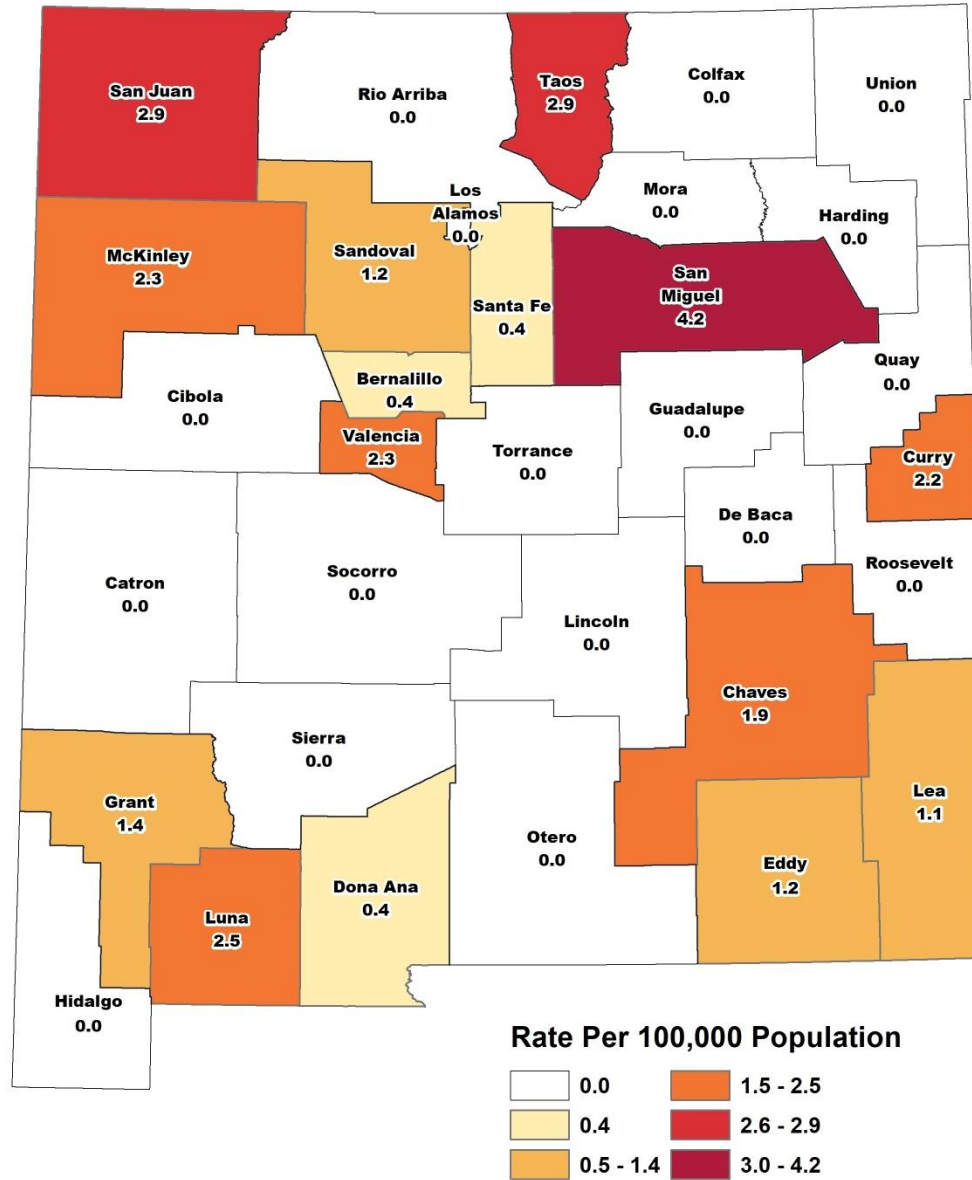 San Juan
2.9
Rio Arriba
0.0
Taos
2.9
Colfax
0.0
Union
0.0
Los
Alamos
0.0
Mora
0.0
Harding
0.0
McKinley
2.3
Sandoval
1.2
Santa Fe
0.4
San
Miguel
4.2
Quay
0.0
Cibola
0.0
Bernalillo
0.4
Guadalupe
0.0
Valencia
2.3
Torrance
0.0
Curry
2.2
De Baca
0.0
Roosevelt
0.0
Catron
0.0
Socorro
0.0
Lincoln
0.0
Chaves
1.9
Sierra
0.0
Grant
1.4
Otero
0.0
Lea
1.1
Eddy
1.2
Dona Ana
0.4
Luna
2.5
Hidalgo
0.0
Rate Per 100,000 Population
0.0
0.4
0.5 - 1.4
1.5 - 2.5
2.6 - 2.9
3.0 - 4.2